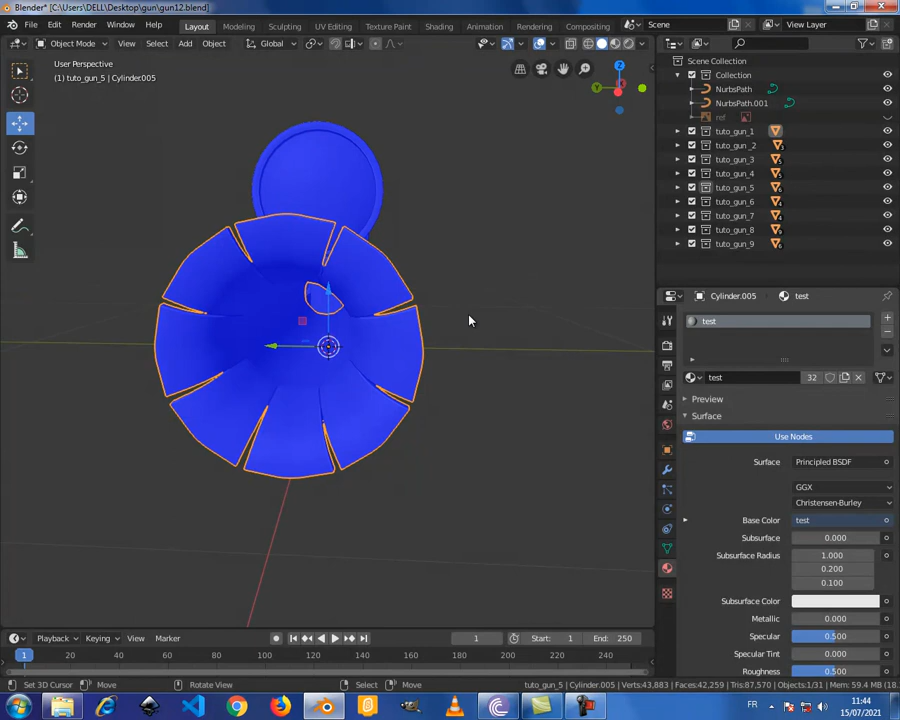 Blender* [C:\Users\DELL\Desktop\gun\gun12.blend]
File Edit Render Window Help Layout Modeling Sculpting UV Editing Texture Paint Shading Animation Rendering Compositing Scene View Layer
Object Mode View Select Add Object Global
User Perspective
(1) tuto_gun_5 | Cylinder005
Z
Y
Scene Collection
Collection
NurbsPath
NurbsPath.001
ref
tuto_gun_1
tuto_gun _2
tuto_gun_3
tuto_gun_4
tuto_gun_5
tuto_gun_6
tuto_gun_7
tuto_gun_8
tuto_gun_9
Cylinder.005 test
test
test 32
Preview
Surface
Use Nodes
Surface Principled BSDF
GGX
Christensen-Burley
Base Color test
Subsurface 0.000
Subsurface Radius 1.000
0.200
0.100
Subsurface Color
Metallic 0.000
Specular 0.500
Specular Tint 0.000
Roughness 0.500
Playback Keying View Marker 1 Start: 1 End: 250
1 20 40 60 80 100 120 140 160 180 200 220 240
Set 3D Cursor Move Rotate View Select Move tuto_gun_5 | Cylinder005 | Verts:43,883 | Faces:42,259 | Tris:87,570 | Objects:1/31 | Mem: 59.4 MB
FR 11:44
15/07/2021